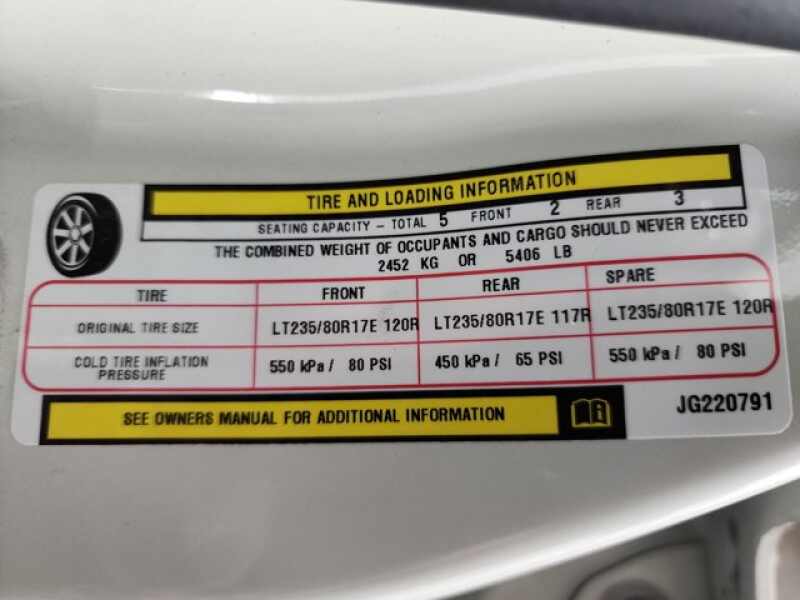 TIRE AND LOADING INFORMATION
SEATING CAPACITY – TOTAL 5 FRONT 2 REAR 3
THE COMBINED WEIGHT OF OCCUPANTS AND CARGO SHOULD NEVER EXCEED
2452 KG OR 5406 LB
TIRE FRONT REAR SPARE
ORIGINAL TIRE SIZE LT235/80R17E 120R LT235/80R17E 117R LT235/80R17E 120R
COLD TIRE INFLATION PRESSURE 550 kPa / 80 PSI 450 kPa / 65 PSI 550 kPa / 80 PSI
SEE OWNERS MANUAL FOR ADDITIONAL INFORMATION
JG220791